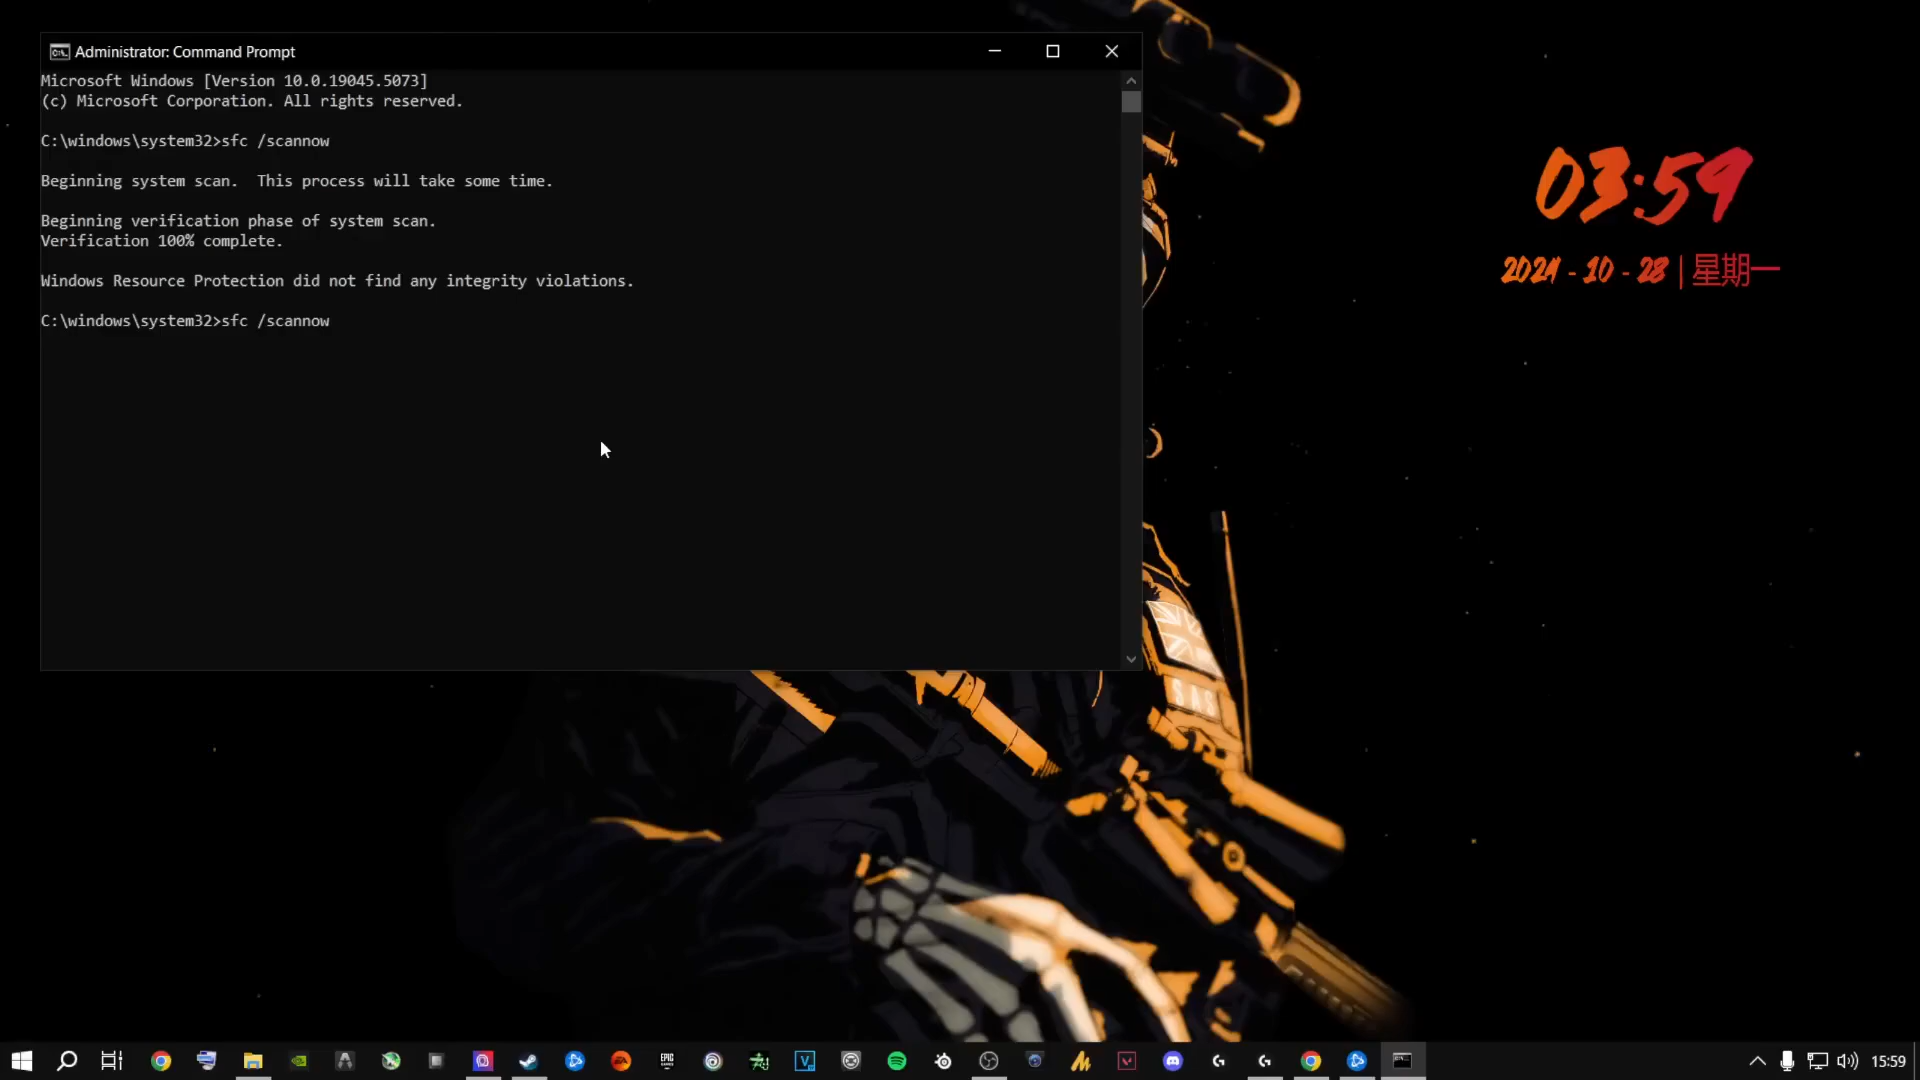 Administrator: Command Prompt
Microsoft Windows [Version 10.0.19045.5073]
(c) Microsoft Corporation. All rights reserved.
C:\windows\system32>sfc /scannow
Beginning system scan.  This process will take some time.
Beginning verification phase of system scan.
Verification 100% complete.
Windows Resource Protection did not find any integrity violations.
C:\windows\system32>sfc /scannow
03:59
2024 - 10 - 28 | 星期一
SAS
EPIC
15:59